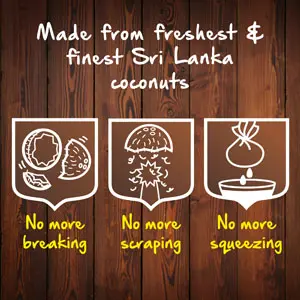 Made from freshest &
finest Sri Lanka
coconuts
No more
breaking
No more
scraping
No more
squeezing